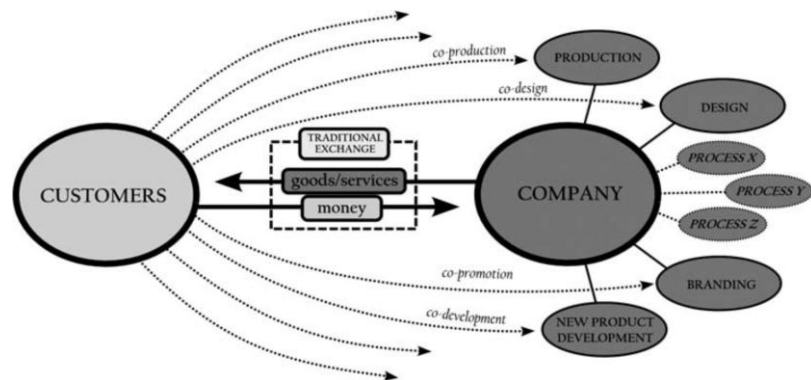 co-production
PRODUCTION
co-design
DESIGN
TRADITIONAL
EXCHANGE
PROCESS X
CUSTOMERS
goods/services
COMPANY
PROCESS Y
money
PROCESS Z
co-promotion
BRANDING
co-development
NEW PRODUCT
DEVELOPMENT